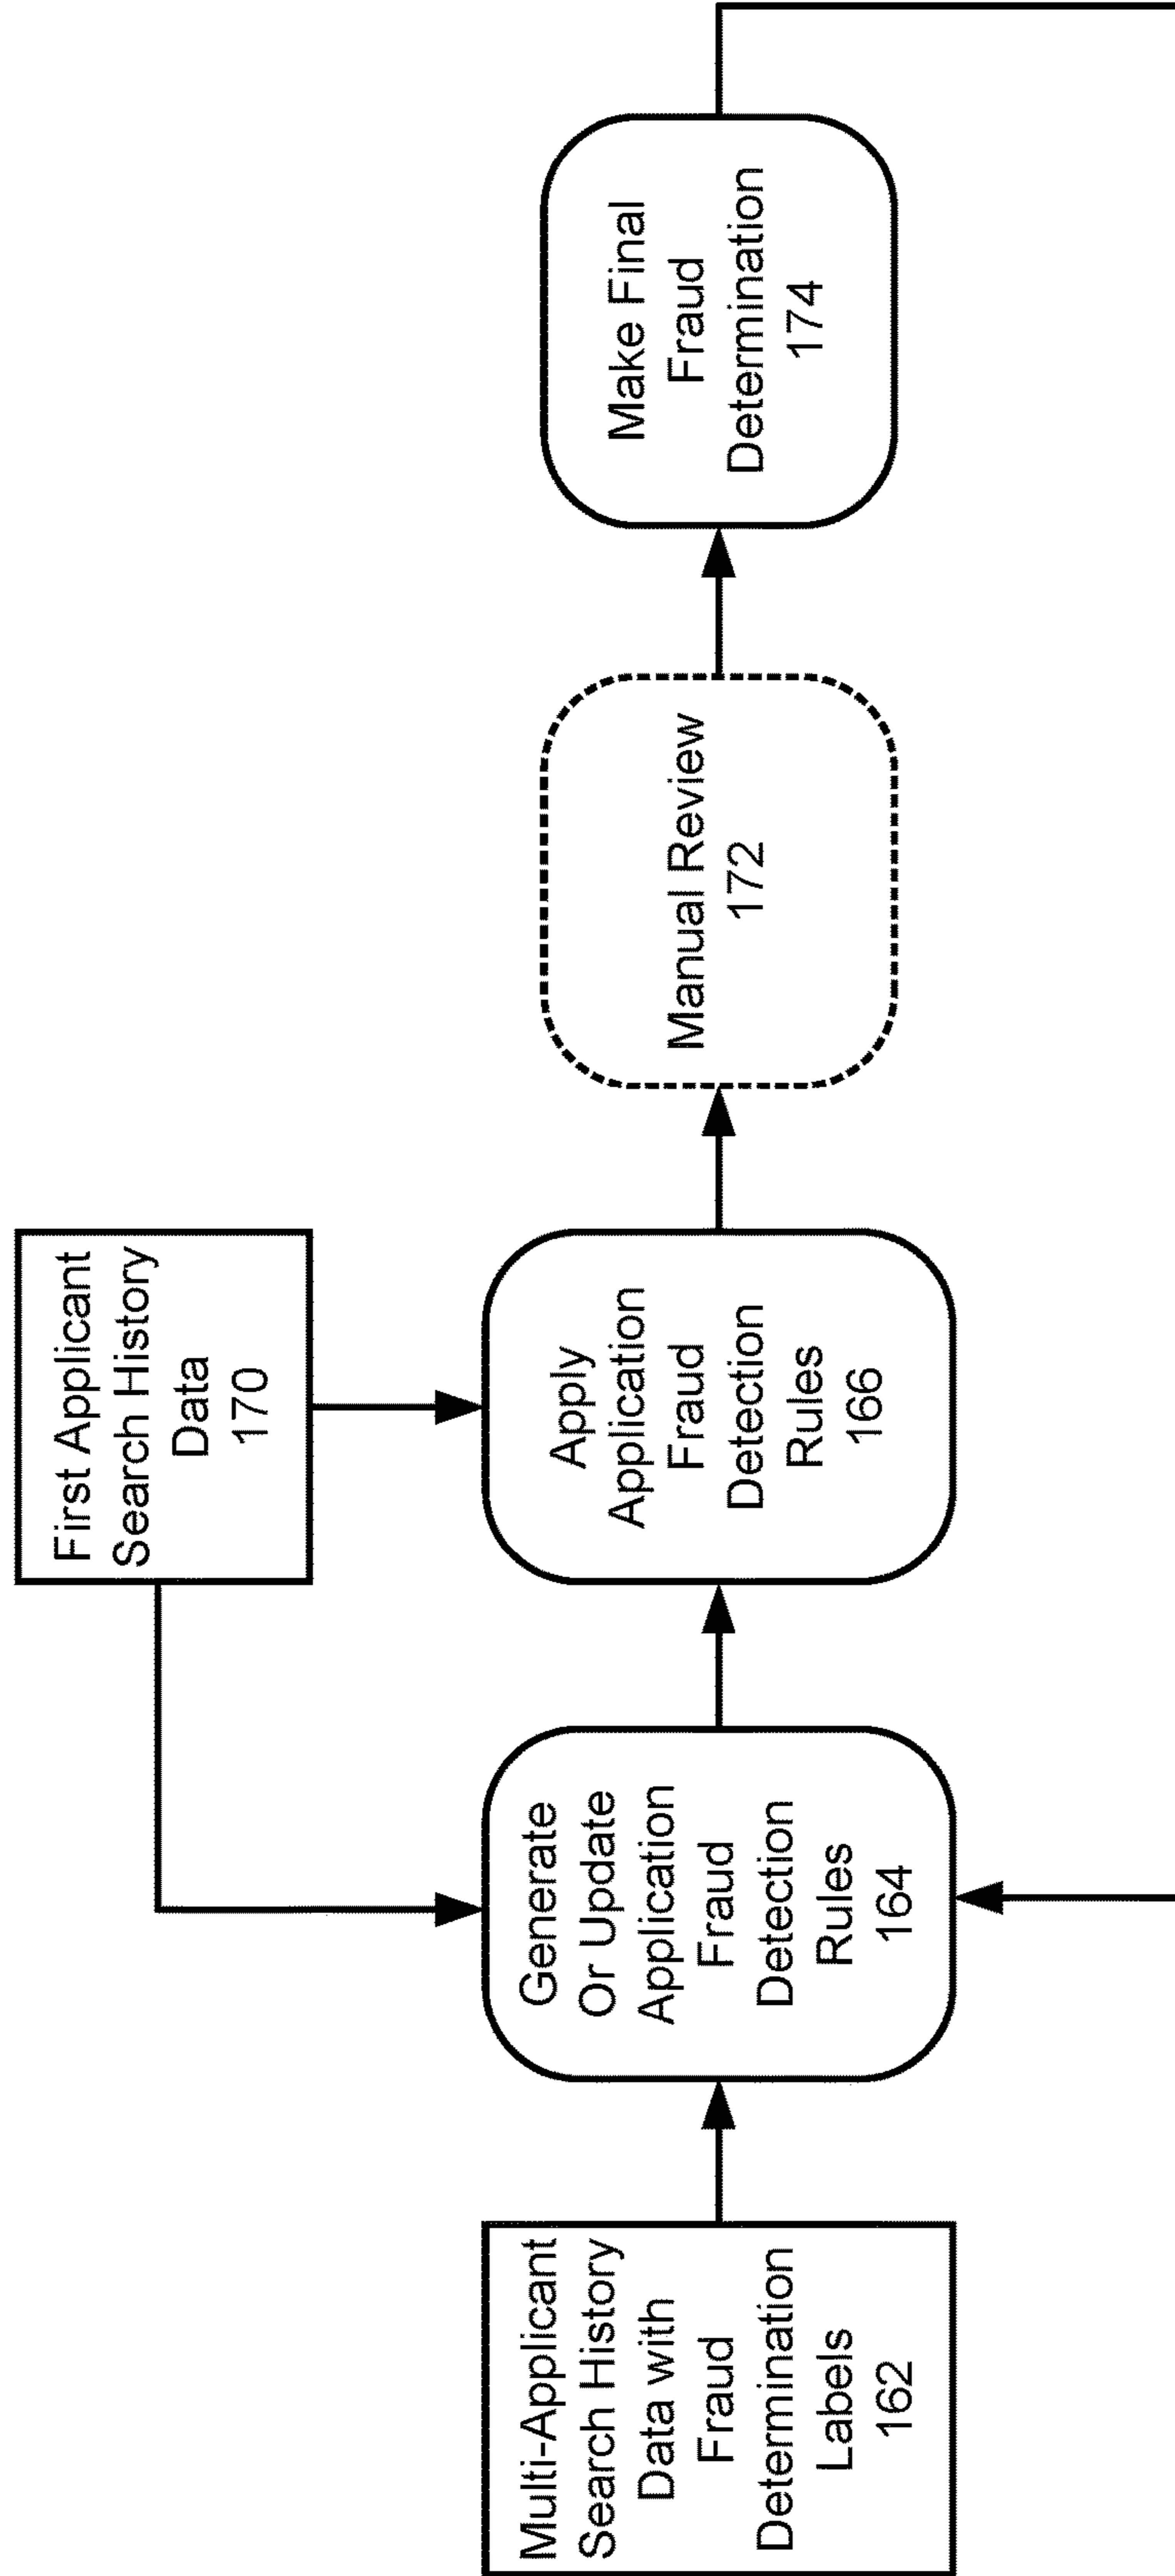 First Applicant
Search History
Data
170
Multi-Applicant
Search History
Data with
Fraud
Determination
Labels
162
Generate
Or Update
Application
Fraud
Detection
Rules
164
Apply
Application
Fraud
Detection
Rules
166
Manual Review
172
Make Final
Fraud
Determination
174